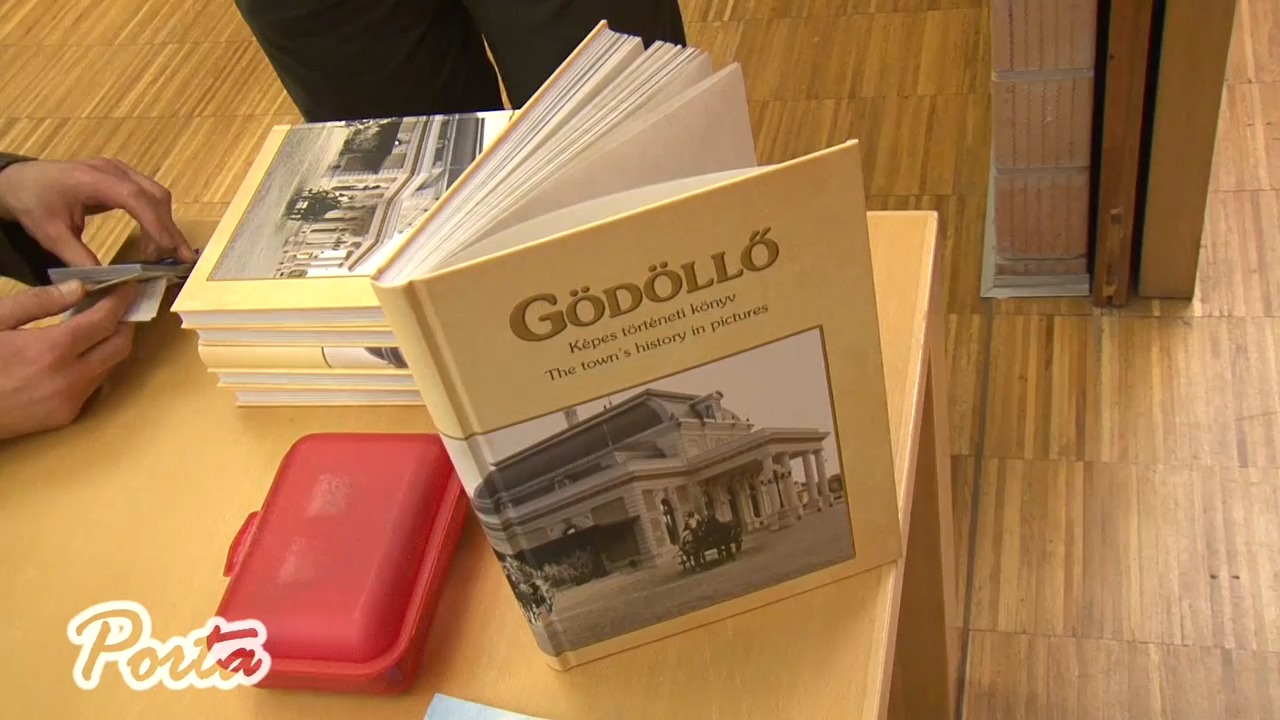 GÖDÖLLŐ
Képes történeti könyv
The town's history in pictures
Porta